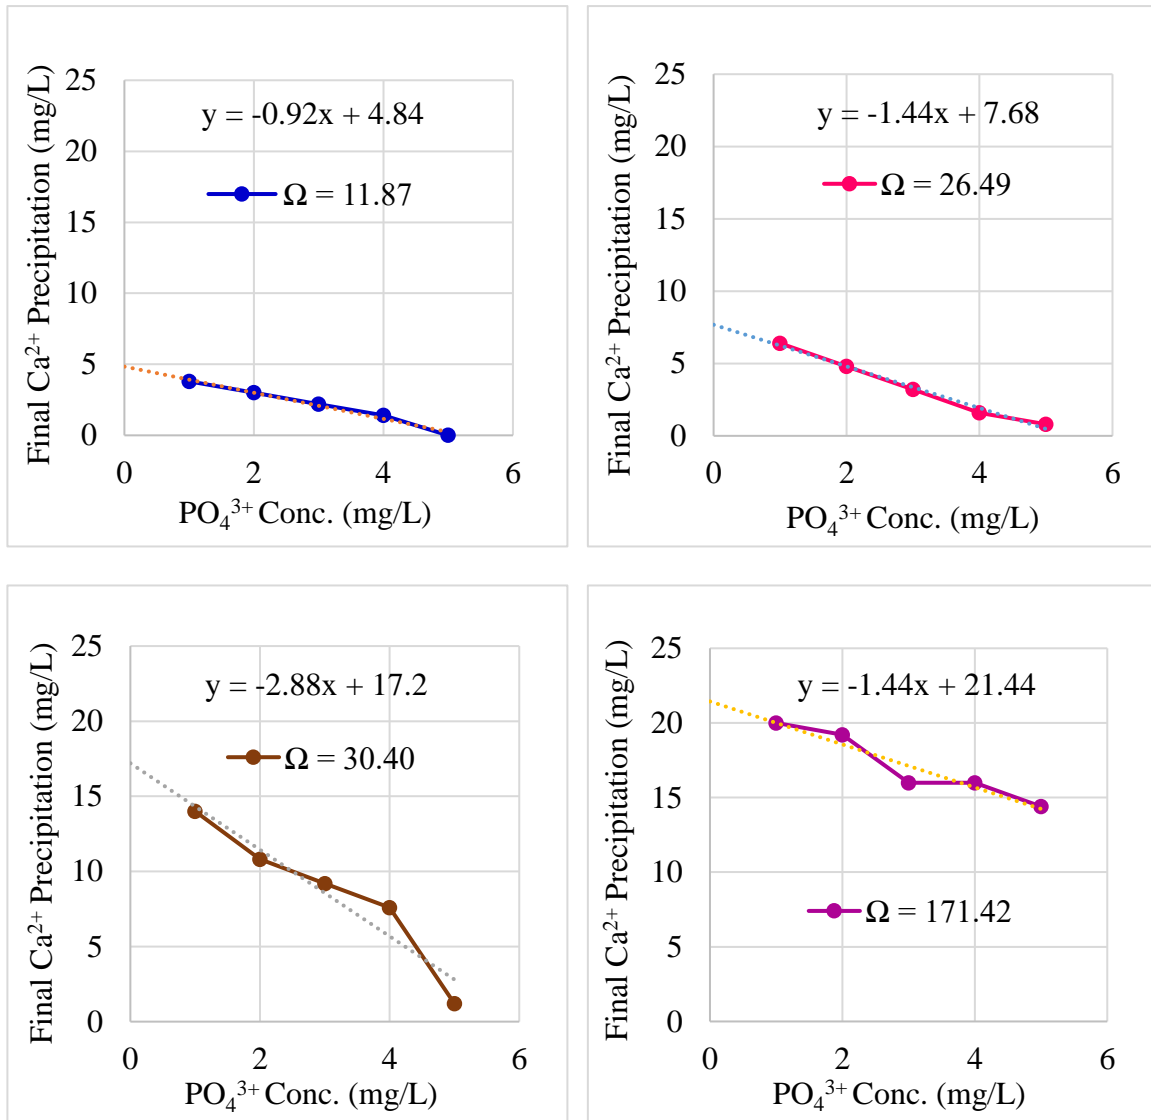 Final Ca²⁺ Precipitation (mg/L)
25
20
15
10
5
0
y = -0.92x + 4.84
Ω = 11.87
0 2 4 6
PO₄³⁺ Conc. (mg/L)
Final Ca²⁺ Precipitation (mg/L)
25
20
15
10
5
0
y = -1.44x + 7.68
Ω = 26.49
0 2 4 6
PO₄³⁺ Conc. (mg/L)
Final Ca²⁺ Precipitation (mg/L)
25
20
15
10
5
0
y = -2.88x + 17.2
Ω = 30.40
0 2 4 6
PO₄³⁺ Conc. (mg/L)
Final Ca²⁺ Precipitation (mg/L)
25
20
15
10
5
0
y = -1.44x + 21.44
Ω = 171.42
0 2 4 6
PO₄³⁺ Conc. (mg/L)